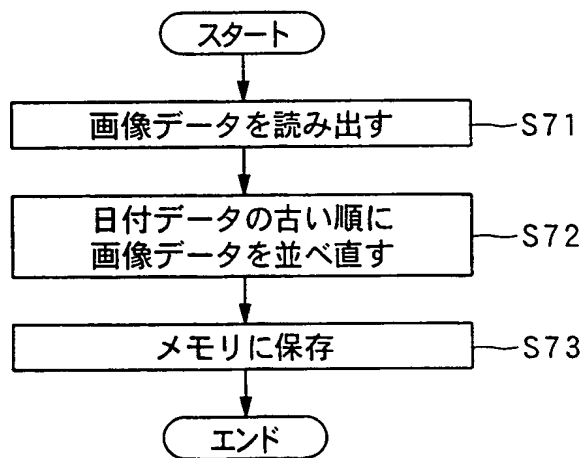 スタート
画像データを読み出す
S71
日付データの古い順に
画像データを並べ直す
S72
メモリに保存
S73
エンド